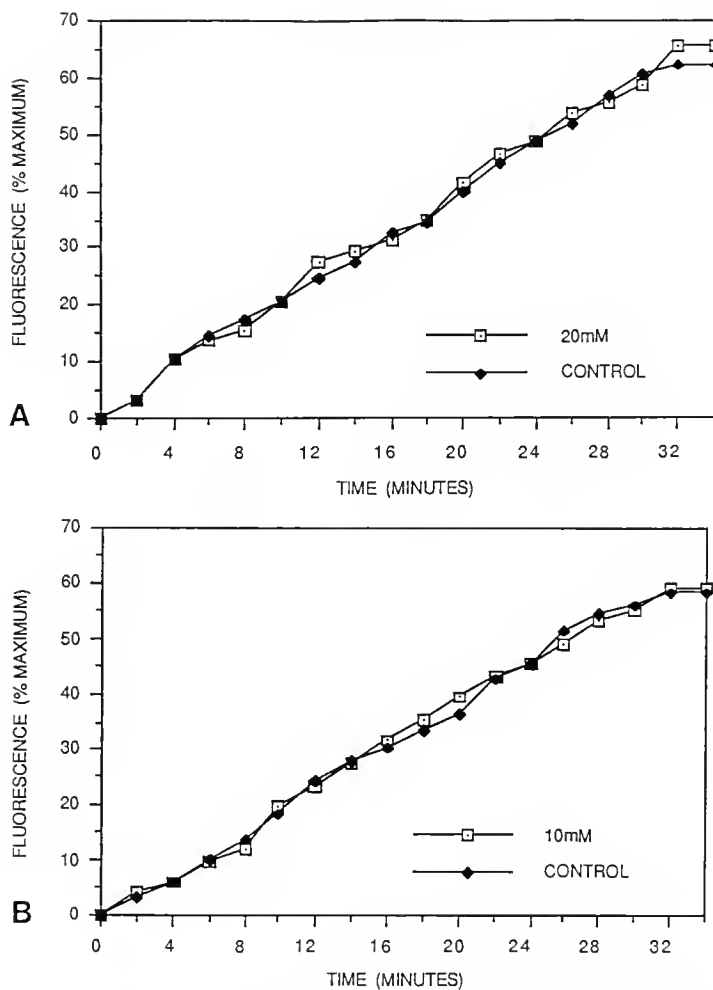 70
60
50
40
30
20
10
0
FLUORESCENCE (% MAXIMUM)
20mM
CONTROL
A
0 4 8 12 16 20 24 28 32
TIME (MINUTES)
70
60
50
40
30
20
10
0
FLUORESCENCE (% MAXIMUM)
10mM
CONTROL
B
0 4 8 12 16 20 24 28 32
TIME (MINUTES)